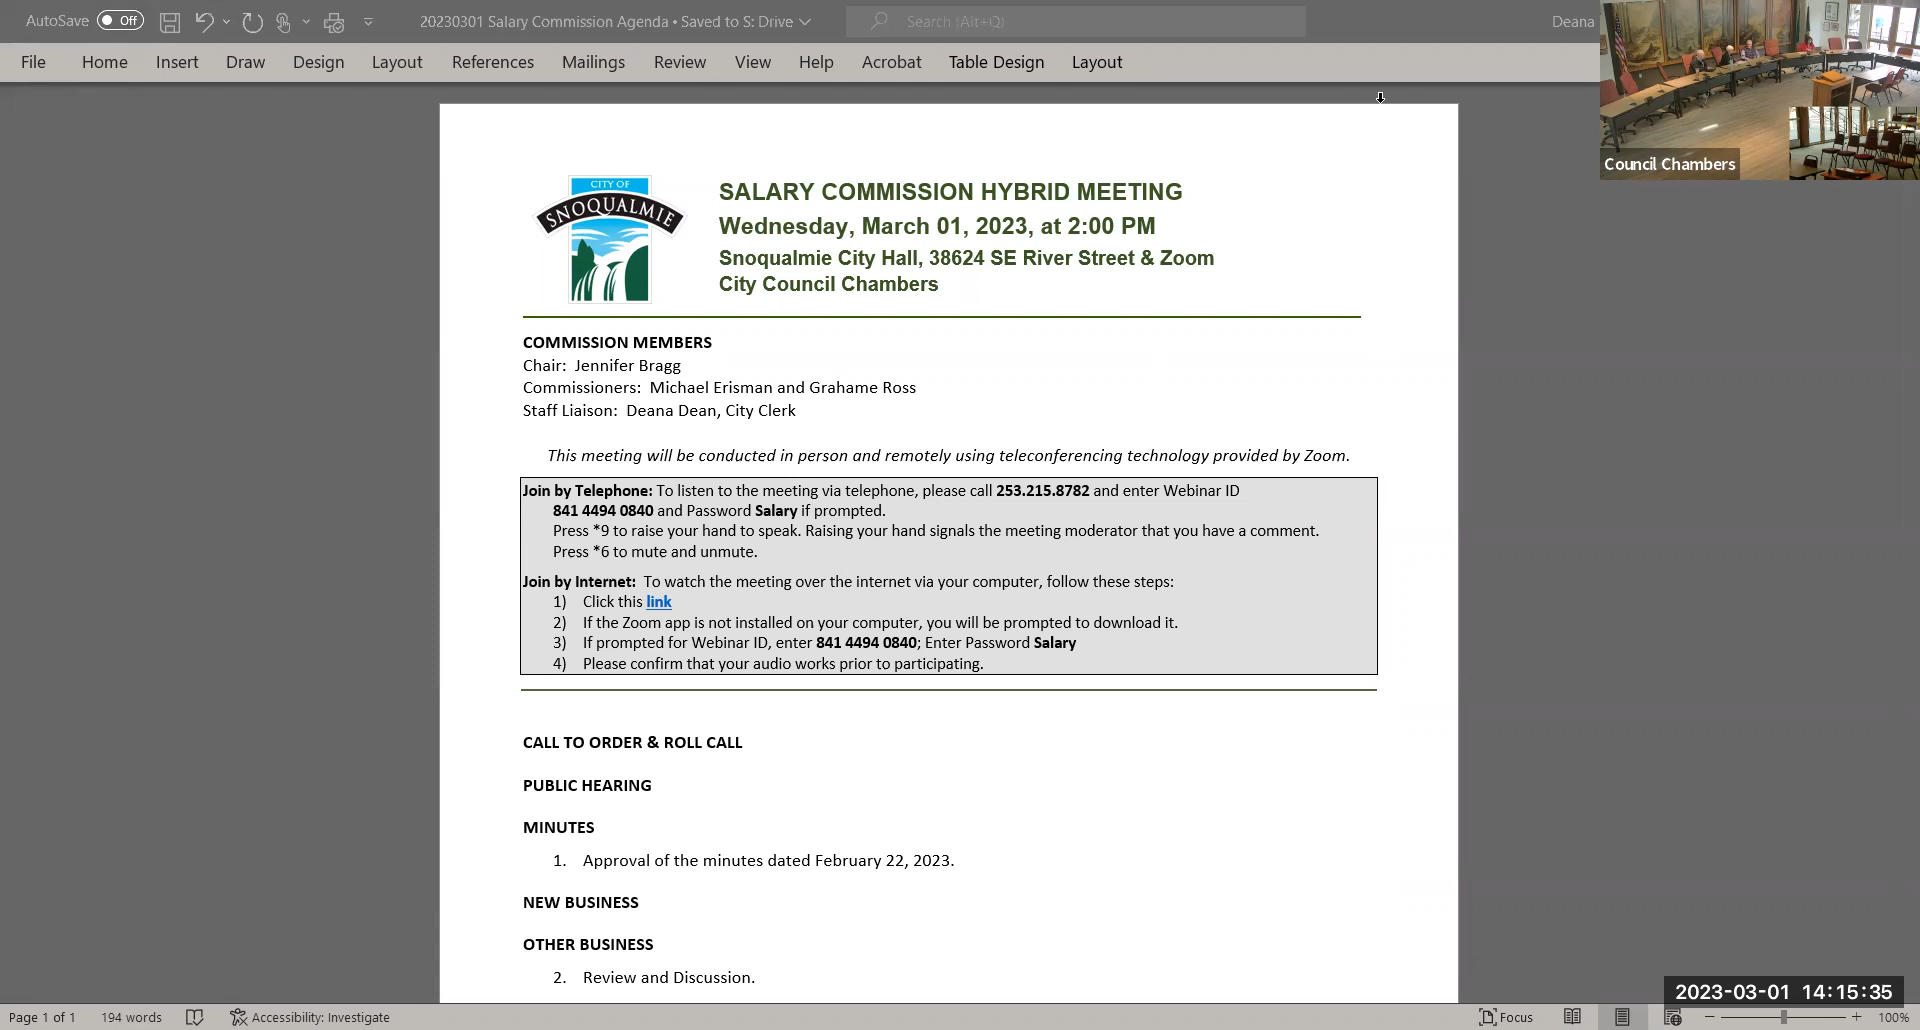 AutoSave Off 20230301 Salary Commission Agenda • Saved to S: Drive Search (Alt+Q) Deana
File Home Insert Draw Design Layout References Mailings Review View Help Acrobat Table Design Layout
Council Chambers
CITY OF
SNOQUALMIE
SALARY COMMISSION HYBRID MEETING
Wednesday, March 01, 2023, at 2:00 PM
Snoqualmie City Hall, 38624 SE River Street & Zoom
City Council Chambers
COMMISSION MEMBERS
Chair: Jennifer Bragg
Commissioners: Michael Erisman and Grahame Ross
Staff Liaison: Deana Dean, City Clerk
This meeting will be conducted in person and remotely using teleconferencing technology provided by Zoom.
Join by Telephone: To listen to the meeting via telephone, please call 253.215.8782 and enter Webinar ID
841 4494 0840 and Password Salary if prompted.
Press *9 to raise your hand to speak. Raising your hand signals the meeting moderator that you have a comment.
Press *6 to mute and unmute.
Join by Internet: To watch the meeting over the internet via your computer, follow these steps:
1) Click this link
2) If the Zoom app is not installed on your computer, you will be prompted to download it.
3) If prompted for Webinar ID, enter 841 4494 0840; Enter Password Salary
4) Please confirm that your audio works prior to participating.
CALL TO ORDER & ROLL CALL
PUBLIC HEARING
MINUTES
1. Approval of the minutes dated February 22, 2023.
NEW BUSINESS
OTHER BUSINESS
2. Review and Discussion.
2023-03-01 14:15:35
Page 1 of 1 194 words Accessibility: Investigate Focus 100%